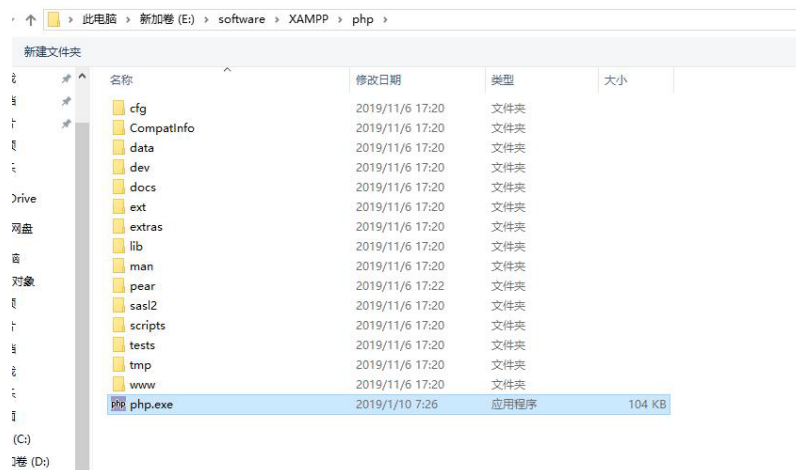 此电脑 > 新加卷 (E:) > software > XAMPP > php >
新建文件夹
名称 修改日期 类型 大小
cfg 2019/11/6 17:20 文件夹
CompatInfo 2019/11/6 17:20 文件夹
data 2019/11/6 17:20 文件夹
dev 2019/11/6 17:20 文件夹
docs 2019/11/6 17:20 文件夹
ext 2019/11/6 17:20 文件夹
extras 2019/11/6 17:20 文件夹
lib 2019/11/6 17:20 文件夹
man 2019/11/6 17:20 文件夹
pear 2019/11/6 17:22 文件夹
sasl2 2019/11/6 17:20 文件夹
scripts 2019/11/6 17:20 文件夹
tests 2019/11/6 17:20 文件夹
tmp 2019/11/6 17:20 文件夹
www 2019/11/6 17:20 文件夹
php php.exe 2019/1/10 7:26 应用程序 104 KB
Drive
网盘
对象
(C:)
卷 (D:)